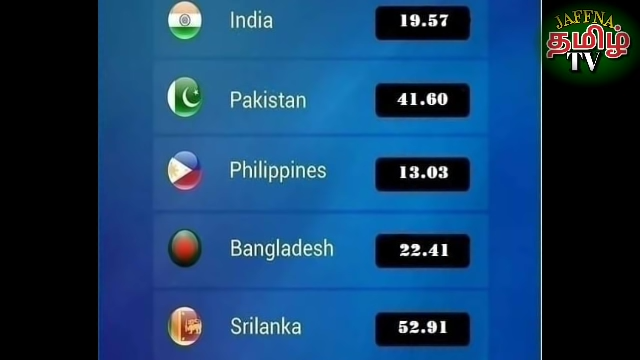 India 19.57
JAFFNA
தமிழ்
TV
Pakistan 41.60
Philippines 13.03
Bangladesh 22.41
Srilanka 52.91